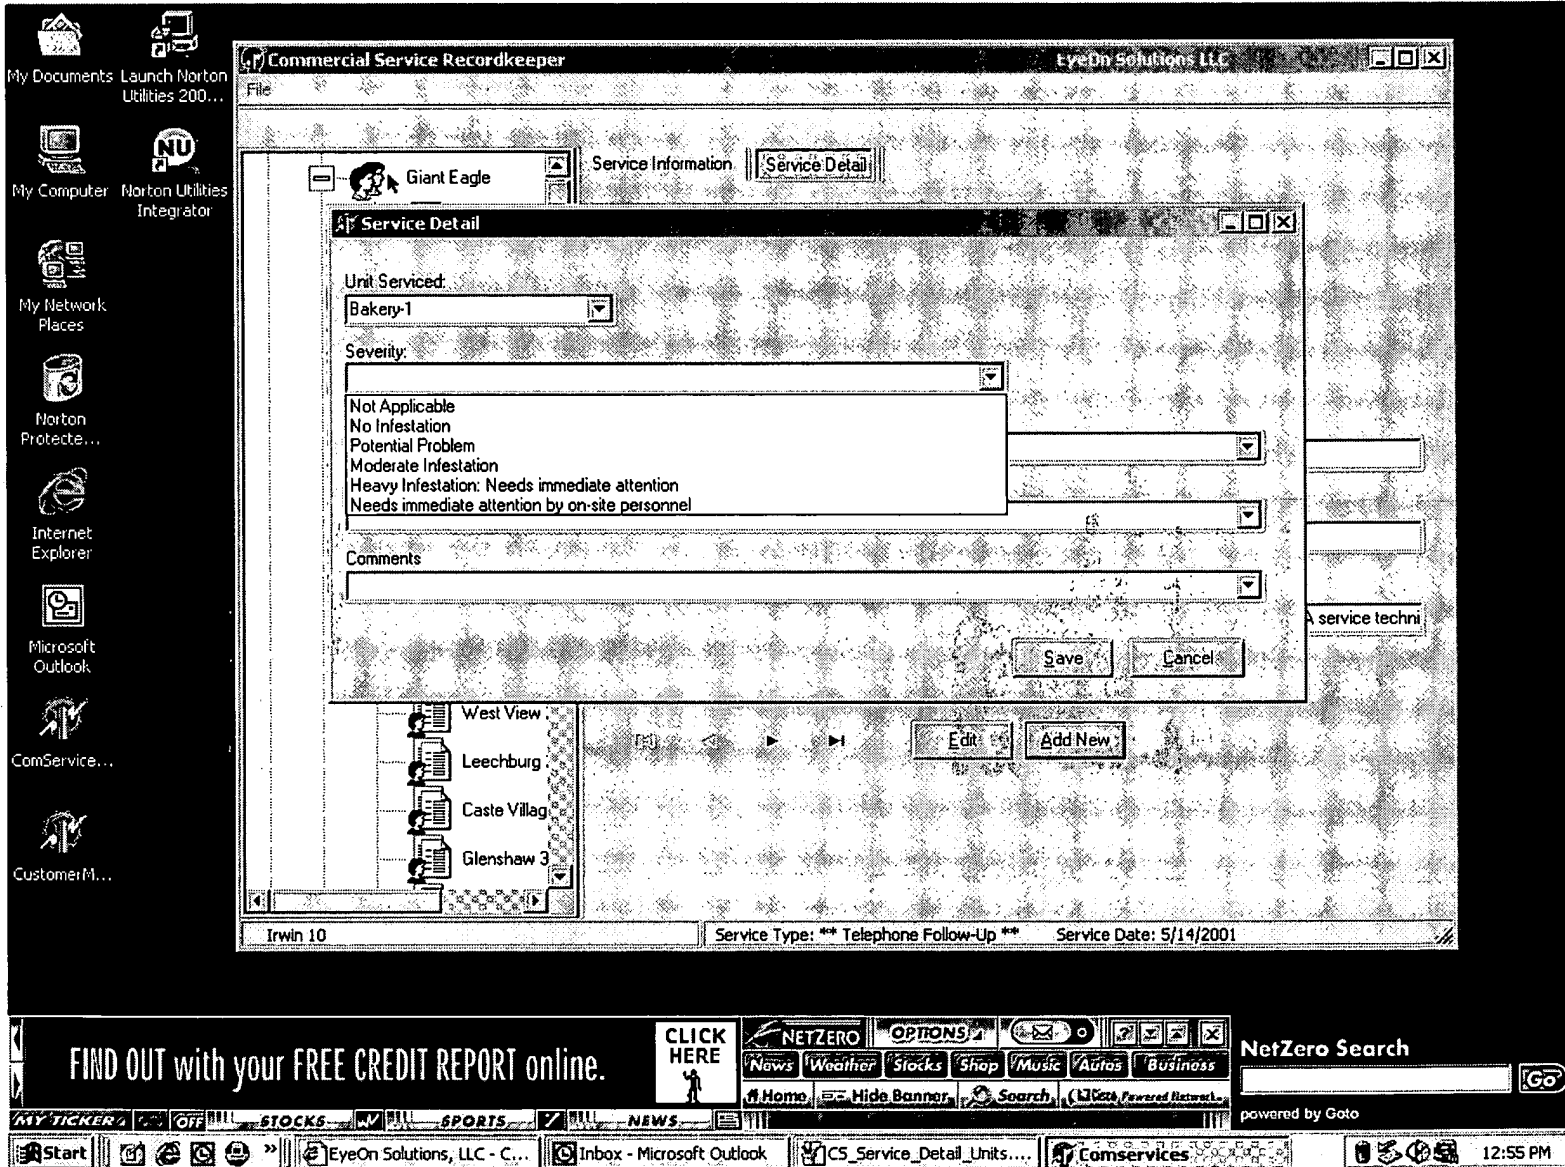 My Documents
Launch Norton
Utilities 200...
My Computer
NU
Norton Utilities
Integrator
My Network
Places
Norton
Protecte...
Internet
Explorer
Microsoft
Outlook
ComService...
CustomerM...
Commercial Service Recordkeeper
EyeOn Solutions LLC
File
Giant Eagle
Service Information
Service Detail
Service Detail
Unit Serviced:
Bakery-1
Severity:
Not Applicable
No Infestation
Potential Problem
Moderate Infestation
Heavy Infestation: Needs immediate attention
Needs immediate attention by on-site personnel
Comments
A service techni
Save
Cancel
West View
Leechburg
Caste Villag
Glenshaw 3
Edit
Add New
Irwin 10
Service Type: ** Telephone Follow-Up **
Service Date: 5/14/2001
FIND OUT with your FREE CREDIT REPORT online.
CLICK
HERE
NETZERO
OPTIONS
News
Weather
Stocks
Shop
Music
Autos
Business
Home
Hide Banner
Search
Powered Network
NetZero Search
Go
powered by Goto
MY TICKER
OFF
STOCKS
SPORTS
NEWS
Start
»
EyeOn Solutions, LLC - C...
Inbox - Microsoft Outlook
CS_Service_Detail_Units....
Comservices
12:55 PM